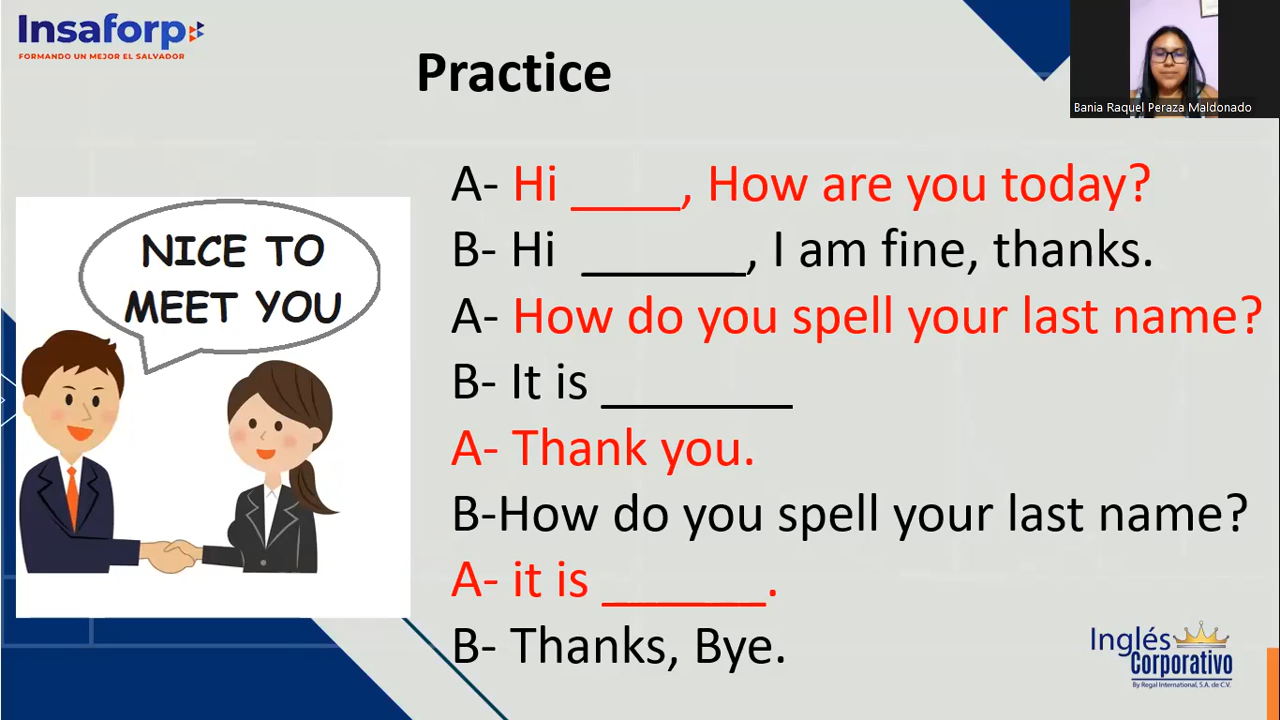 Insaforp
FORMANDO UN MEJOR EL SALVADOR
Practice
Bania Raquel Peraza Maldonado
NICE TO
MEET YOU
A- Hi ____, How are you today?
B- Hi ______, I am fine, thanks.
A- How do you spell your last name?
B- It is _______
A- Thank you.
B-How do you spell your last name?
A- it is ______.
B- Thanks, Bye.
Inglés
Corporativo
By Regal International, S.A. de C.V.